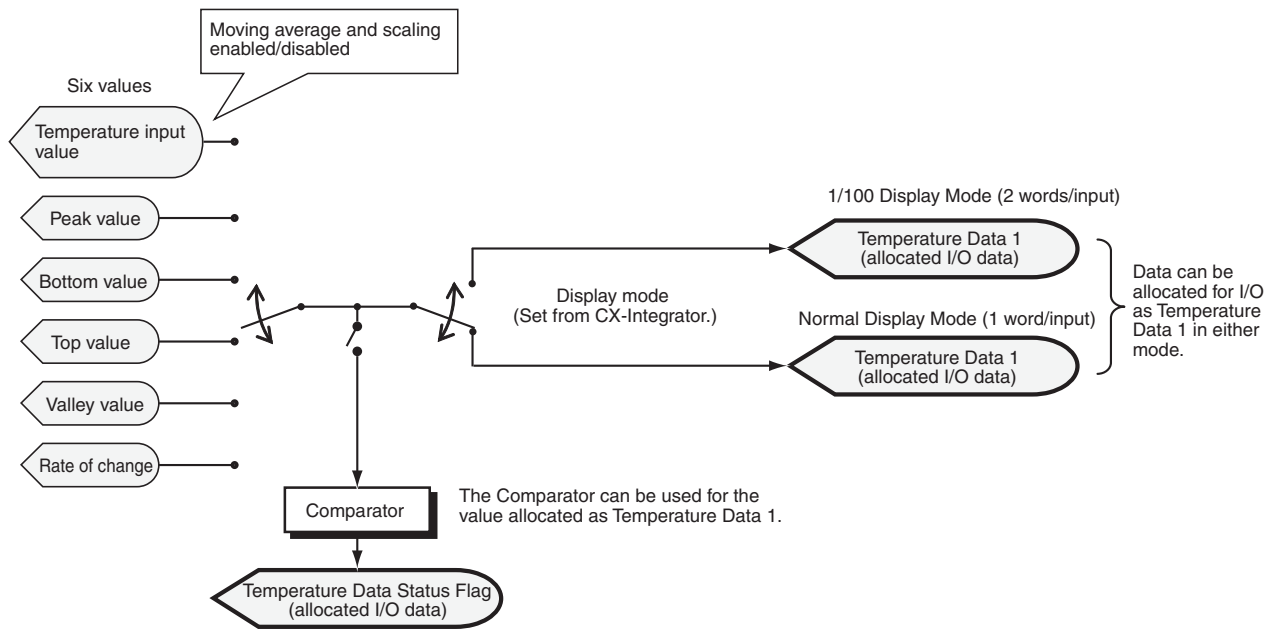 Moving average and scaling
enabled/disabled
Six values
Temperature input
value
Peak value
Bottom value
Top value
Valley value
Rate of change
1/100 Display Mode (2 words/input)
Temperature Data 1
(allocated I/O data)
Display mode
(Set from CX-Integrator.)
Normal Display Mode (1 word/input)
Temperature Data 1
(allocated I/O data)
Data can be
allocated for I/O
as Temperature
Data 1 in either
mode.
Comparator
The Comparator can be used for the
value allocated as Temperature Data 1.
Temperature Data Status Flag
(allocated I/O data)